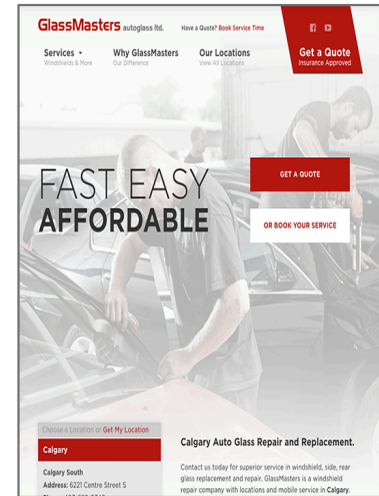 GlassMasters autoglass ltd.
Have a Quote? Book Service Time
Get a Quote
Insurance Approved
Services
Windshields & More
Why GlassMasters
Our Difference
Our Locations
View All Locations
FAST EASY
AFFORDABLE
GET A QUOTE
OR BOOK YOUR SERVICE
Choose a Location or Get My Location
Calgary
Calgary South
Address: 6221 Centre Street S
Calgary Auto Glass Repair and Replacement.
Contact us today for superior service in windshield, side, rear
glass replacement and repair. GlassMasters is a windshield
repair company with locations and mobile service in Calgary.